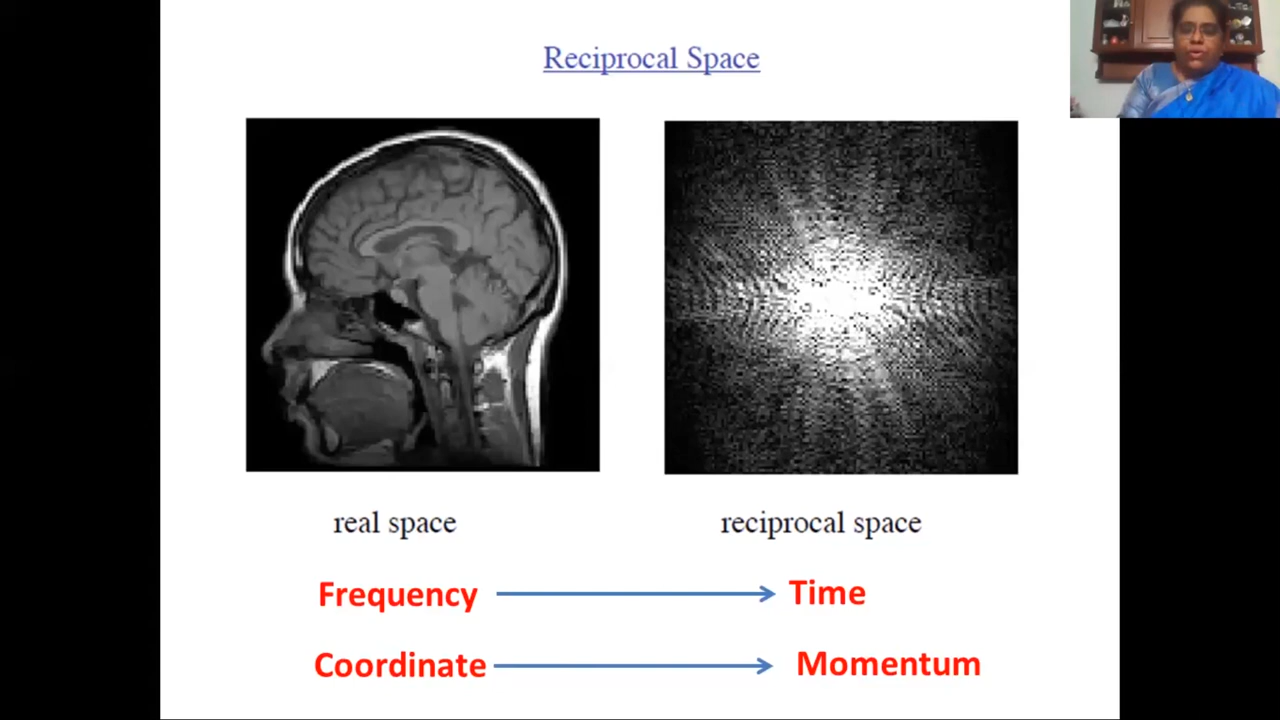 Reciprocal Space
real space
reciprocal space
Frequency
Time
Coordinate
Momentum